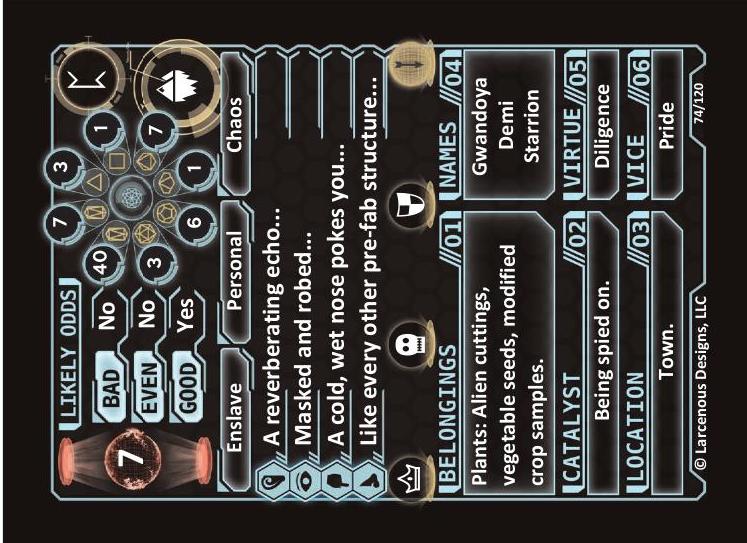 LIKELY ODDS
7 3
7
BAD No
40 1
EVEN No
3 7
GOOD Yes
6 1
Enslave Personal Chaos
A reverberating echo...
Masked and robed...
A cold, wet nose pokes you...
Like every other pre-fab structure...
BELONGINGS //01
Plants: Alien cuttings,
vegetable seeds, modified
crop samples.
NAMES //04
Gwandoya
Demi
Starrion
CATALYST //02
Being spied on.
VIRTUE //05
Diligence
LOCATION //03
Town.
VICE //06
Pride
© Larcenous Designs, LLC
74/120